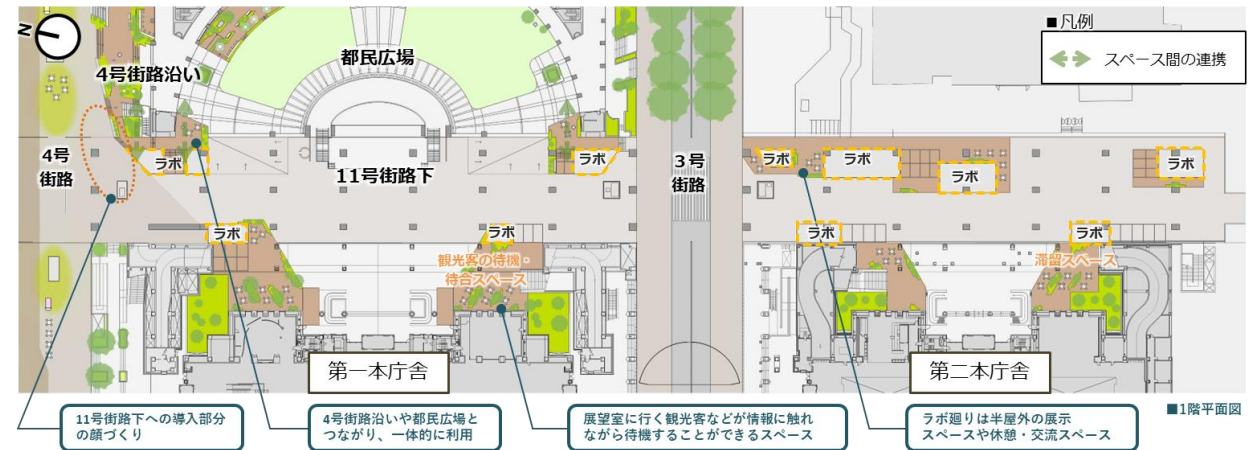 N
■凡例
スペース間の連携
都民広場
4号街路沿い
4号
街路
11号街路下
3号
街路
ラボ
ラボ
ラボ
ラボ
ラボ
ラボ
ラボ
ラボ
ラボ
ラボ
観光客の待機・
待合スペース
滞留スペース
第一本庁舎
第二本庁舎
■1階平面図
11号街路下への導入部分
の顔づくり
4号街路沿いや都民広場と
つながり、一体的に利用
展望室に行く観光客などが情報に触れ
ながら待機することができるスペース
ラボ廻りは半屋外の展示
スペースや休憩・交流スペース